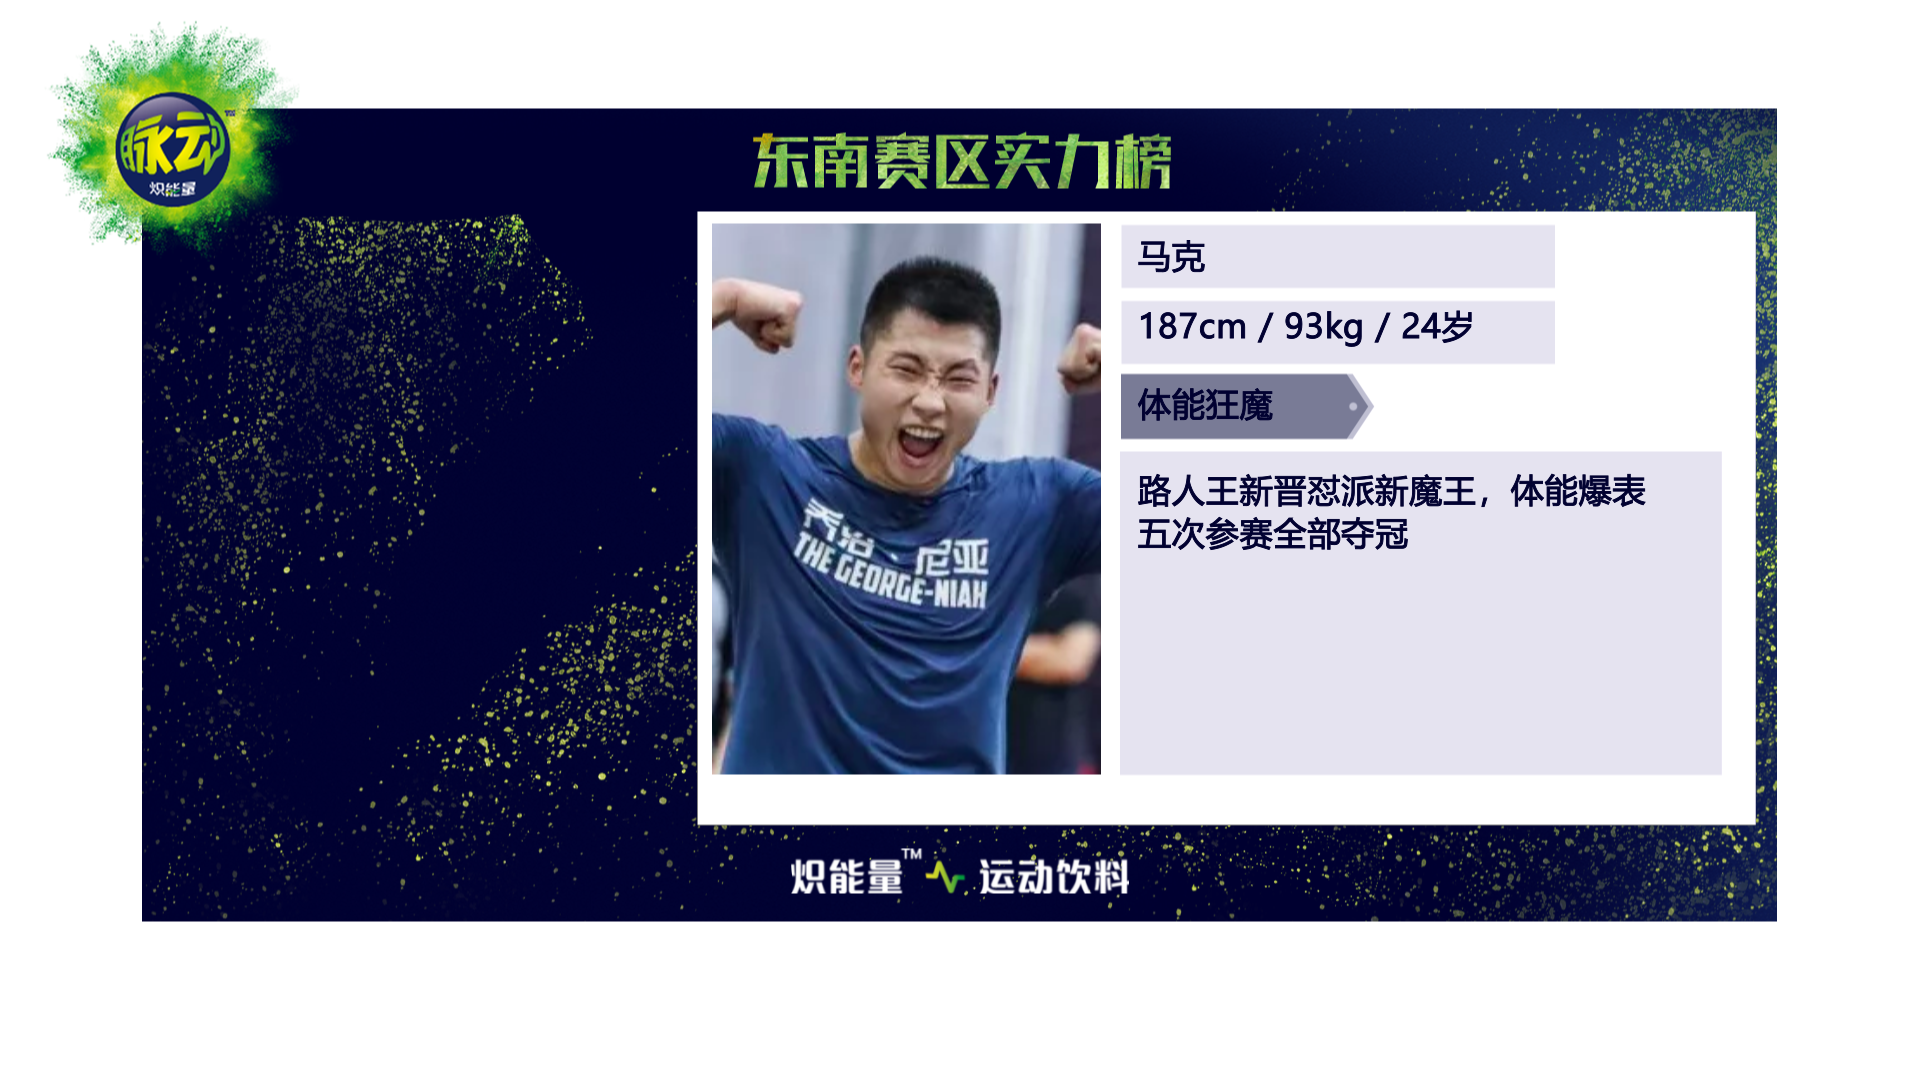 脉动™
炽能量
东南赛区实力榜
马克
187cm / 93kg / 24岁
体能狂魔
路人王新晋怼派新魔王，体能爆表
五次参赛全部夺冠
乔治、尼亚
THE GEORGE-NIAH
炽能量™ 运动饮料